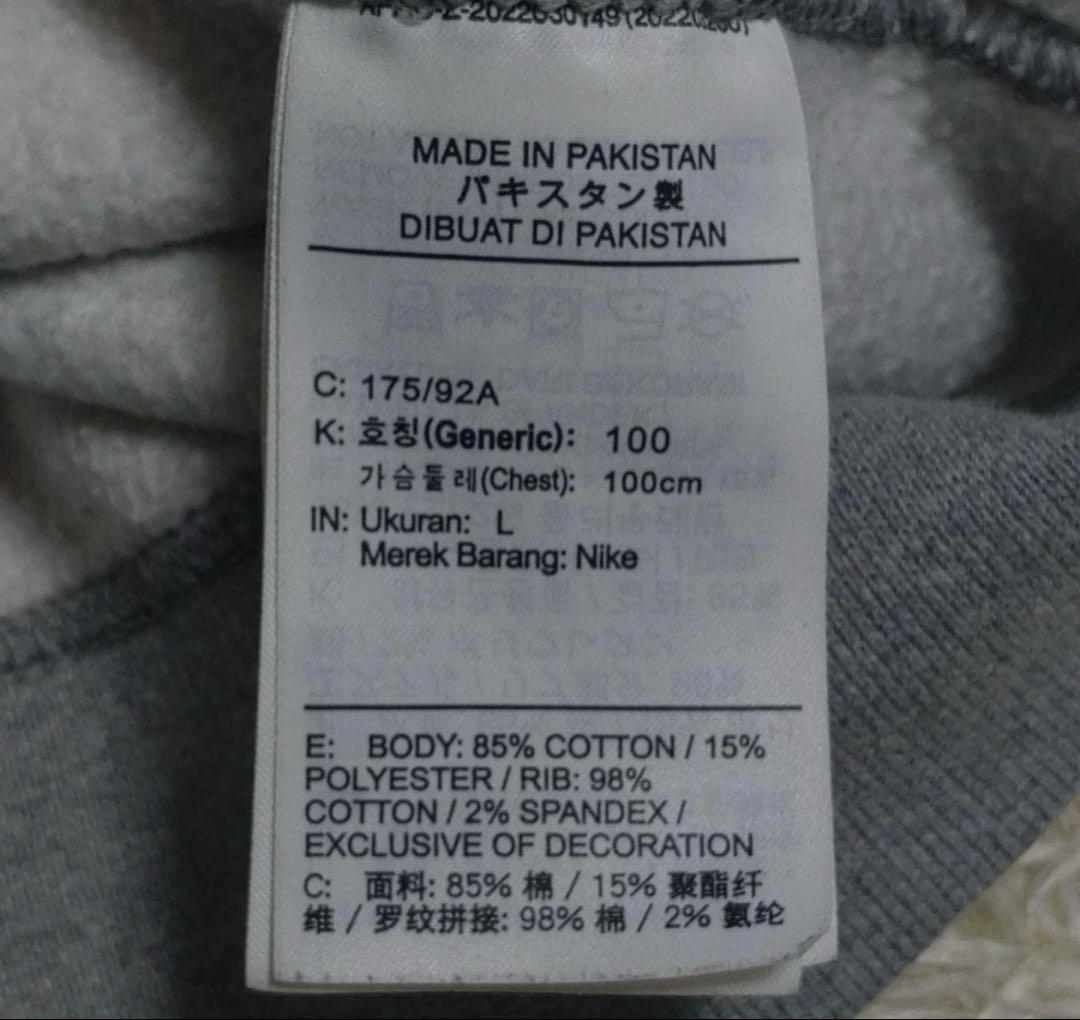 MADE IN PAKISTAN
パキスタン製
DIBUAT DI PAKISTAN
C: 175/92A
K: 호칭(Generic): 100
가슴둘레(Chest): 100cm
IN: Ukuran: L
Merek Barang: Nike
E: BODY: 85% COTTON / 15%
POLYESTER / RIB: 98%
COTTON / 2% SPANDEX /
EXCLUSIVE OF DECORATION
C: 面料: 85% 棉 / 15% 聚酯纤
维 / 罗纹拼接: 98% 棉 / 2% 氨纶